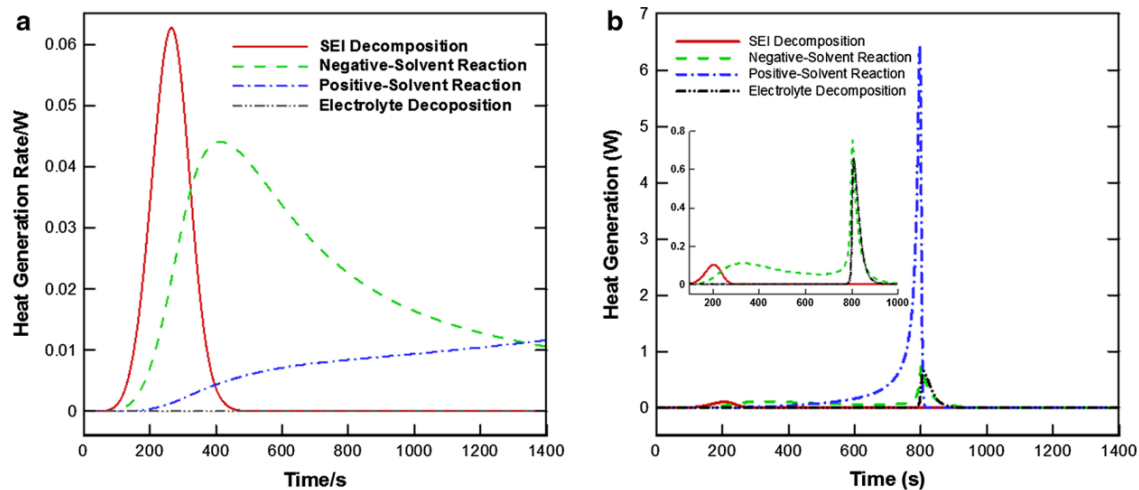 a
Heat Generation Rate/W
0.06
0.05
0.04
0.03
0.02
0.01
0
SEI Decomposition
Negative-Solvent Reaction
Positive-Solvent Reaction
Electrolyte Decoposition
0 200 400 600 800 1000 1200 1400
Time/s
b
Heat Generation (W)
7
6
5
4
3
2
1
0
SEI Decomposition
Negative-Solvent Reaction
Positive-Solvent Reaction
Electrolyte Decomposition
0.8
0.6
0.4
0.2
0
200 400 600 800 1000
0 200 400 600 800 1000 1200 1400
Time (s)